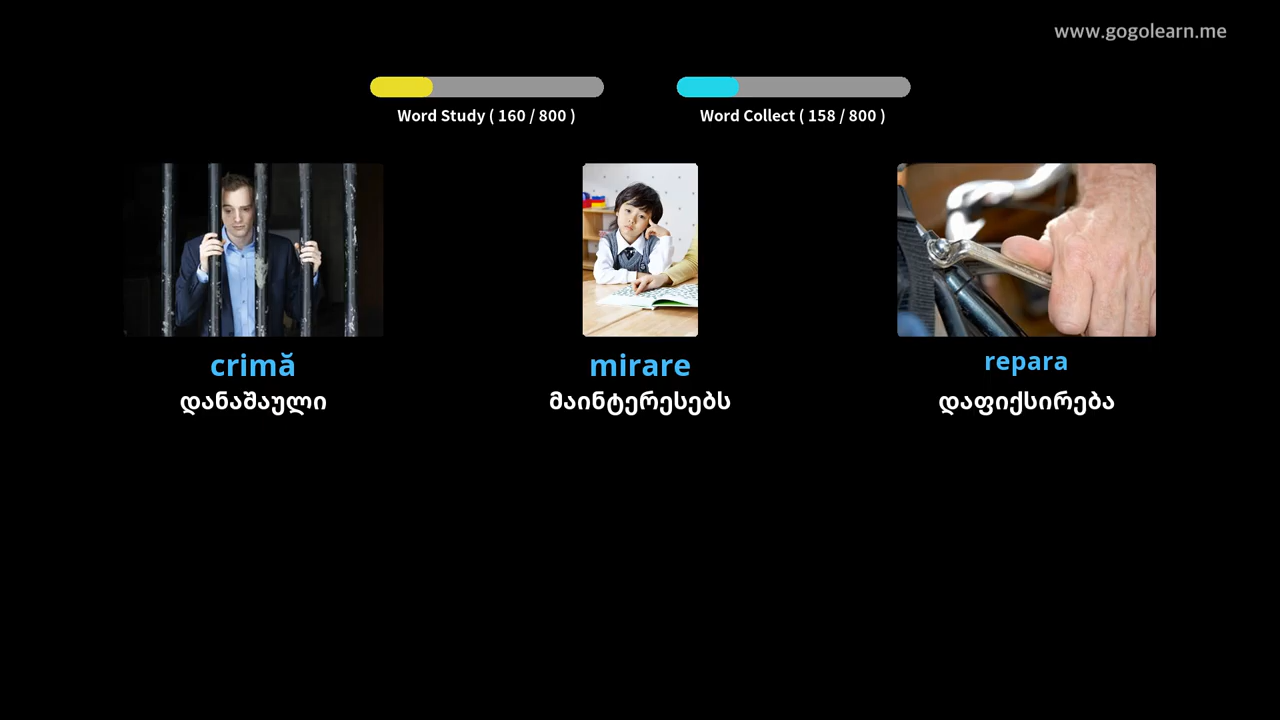 www.gogolearn.me
Word Study ( 160 / 800 )
Word Collect ( 158 / 800 )
crimă
mirare
repara
დანაშაული
მაინტერესებს
დაფიქსირება